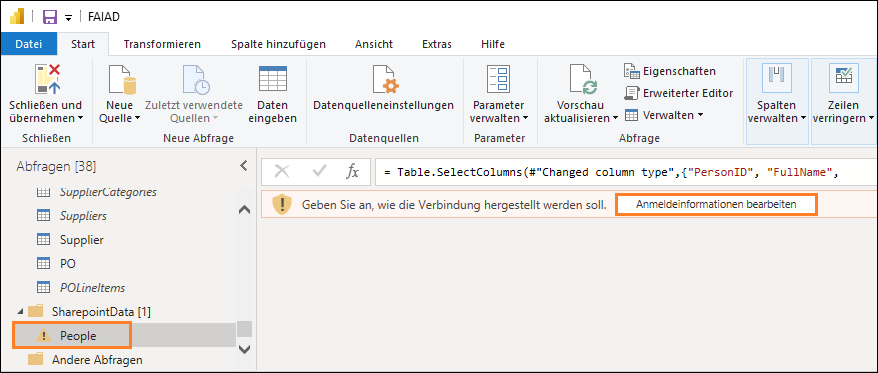 FAIAD
Datei Start Transformieren Spalte hinzufügen Ansicht Extras Hilfe
Schließen und
übernehmen
Schließen
Neue
Quelle
Zuletzt verwendete
Quellen
Daten
eingeben
Neue Abfrage
Datenquelleneinstellungen
Datenquellen
Parameter
verwalten
Parameter
Vorschau
aktualisieren
Eigenschaften
Erweiterter Editor
Verwalten
Abfrage
Spalten
verwalten
Zeilen
verringern
Abfragen [38]
fx
= Table.SelectColumns(#"Changed column type",{"PersonID", "FullName",
Geben Sie an, wie die Verbindung hergestellt werden soll.
Anmeldeinformationen bearbeiten
SupplierCategories
Suppliers
Supplier
PO
POLineItems
SharepointData [1]
People
Andere Abfragen